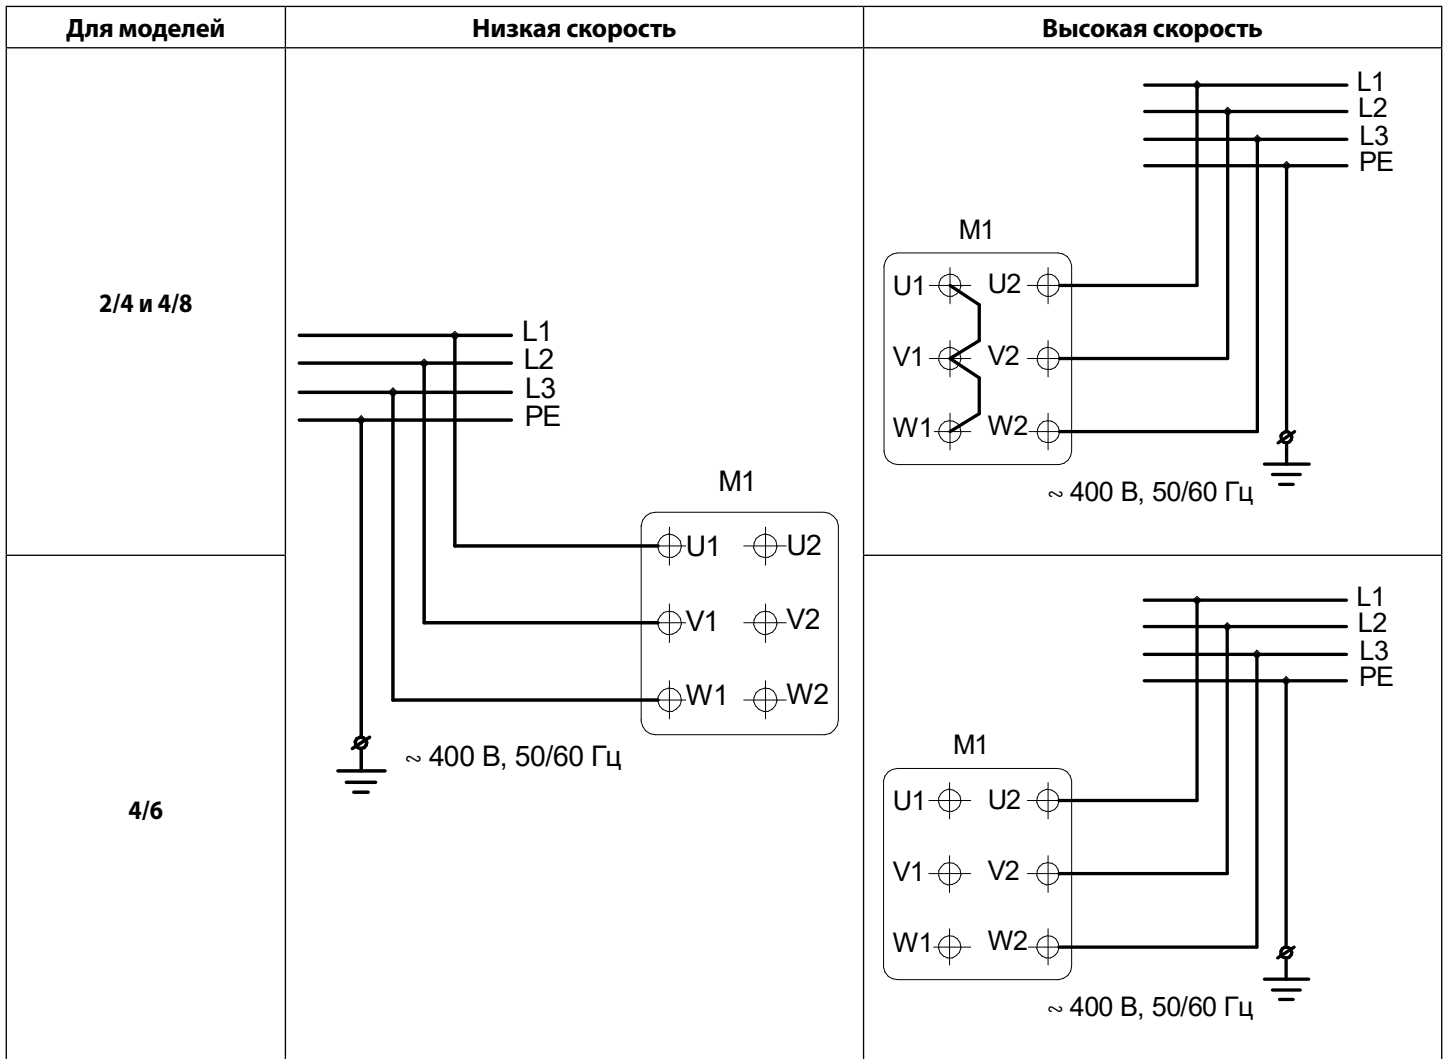 Для моделей
Низкая скорость
Высокая скорость
2/4 и 4/8
L1
L2
L3
PE
M1
U1 U2
V1 V2
W1 W2
~ 400 В, 50/60 Гц
L1
L2
L3
PE
M1
U1 U2
V1 V2
W1 W2
~ 400 В, 50/60 Гц
4/6
L1
L2
L3
PE
M1
U1 U2
V1 V2
W1 W2
~ 400 В, 50/60 Гц